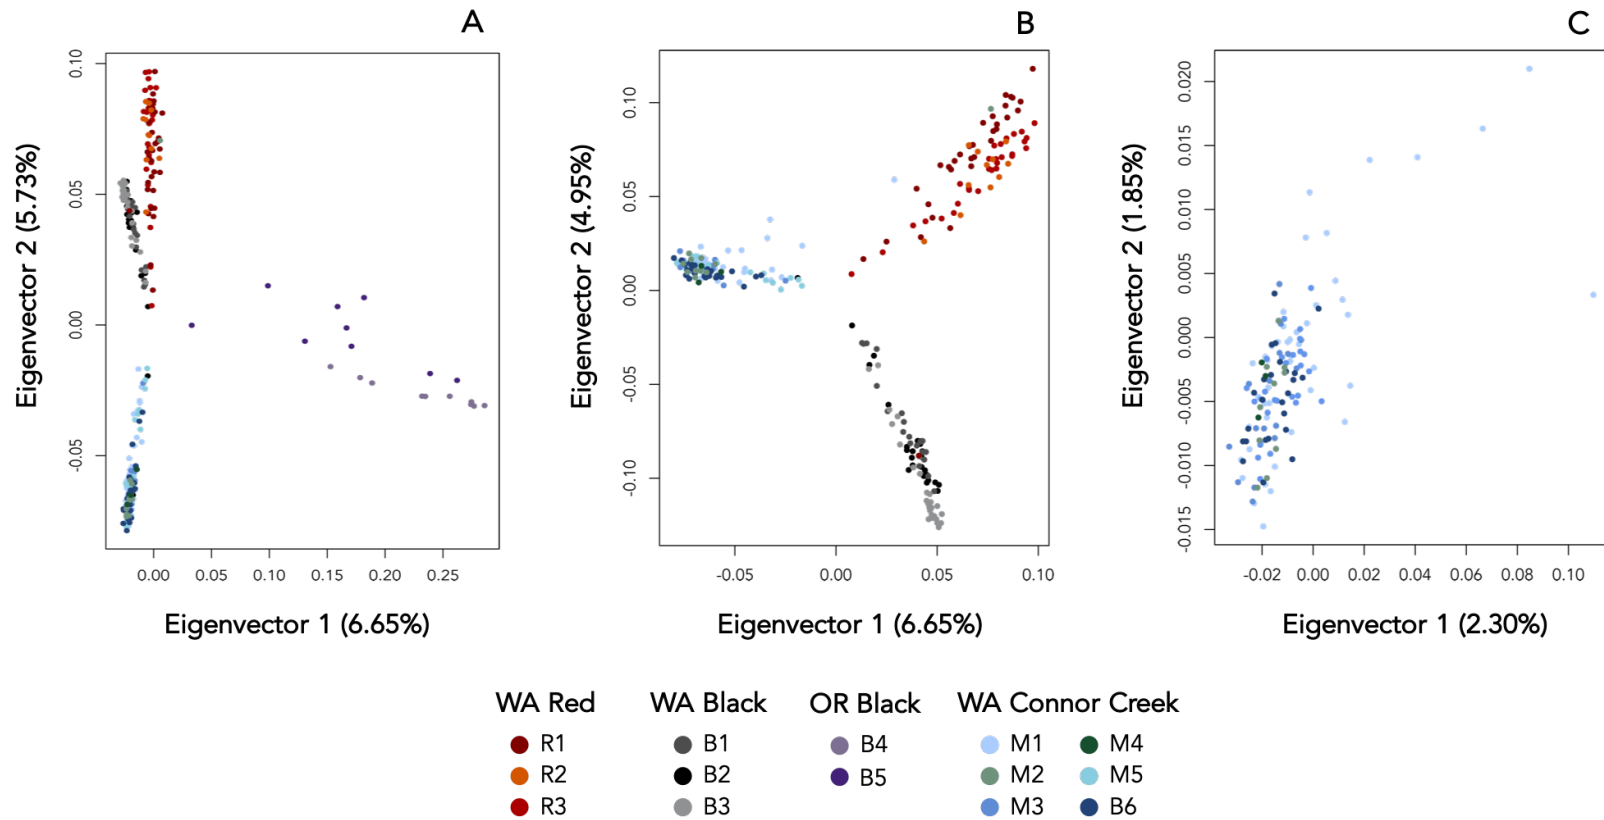 A
B
C
Eigenvector 2 (5.73%)
0.10
0.05
0.00
-0.05
0.00 0.05 0.10 0.15 0.20 0.25
Eigenvector 1 (6.65%)
Eigenvector 2 (4.95%)
0.10
0.05
0.00
-0.05
-0.10
-0.05 0.00 0.05 0.10
Eigenvector 1 (6.65%)
Eigenvector 2 (1.85%)
0.020
0.015
0.010
0.005
0.000
-0.005
-0.010
-0.015
-0.02 0.00 0.02 0.04 0.06 0.08 0.10
Eigenvector 1 (2.30%)
WA Red
R1
R2
R3
WA Black
B1
B2
B3
OR Black
B4
B5
WA Connor Creek
M1 M4
M2 M5
M3 B6